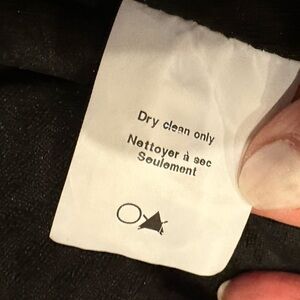 Dry clean only
Nettoyer à sec
Seulement